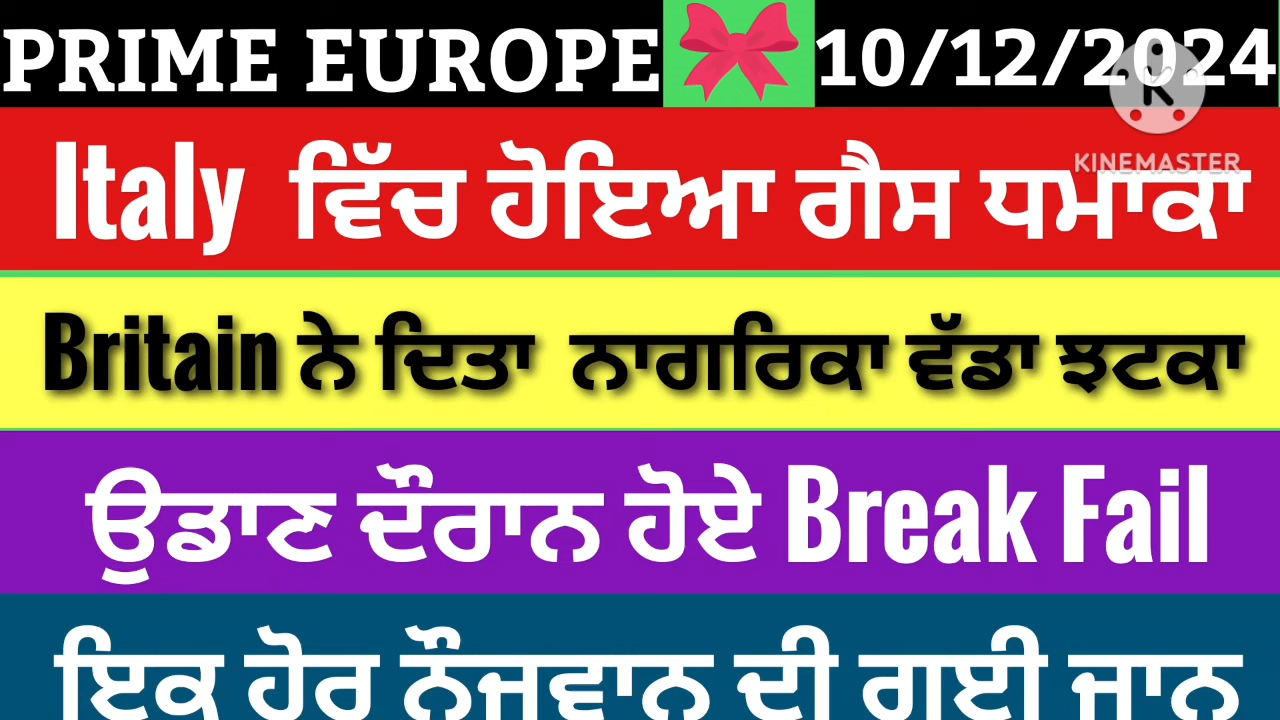 PRIME EUROPE 10/12/2024
KINEMASTER
Italy ਵਿੱਚ ਹੋਇਆ ਗੈਸ ਧਮਾਕਾ
Britain ਨੇ ਦਿਤਾ ਨਾਗਰਿਕਾ ਵੱਡਾ ਝਟਕਾ
ਉਡਾਣ ਦੌਰਾਨ ਹੋਏ Break Fail
ਇਕ ਹੋਰ ਨੌਜਵਾਨ ਦੀ ਗਈ ਜਾਨ